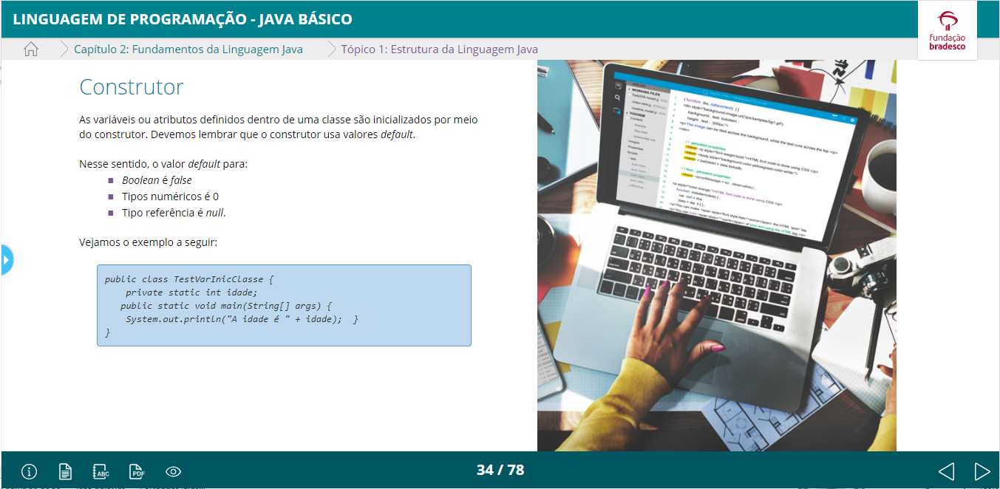 LINGUAGEM DE PROGRAMAÇÃO - JAVA BÁSICO
fundação
bradesco
Capítulo 2: Fundamentos da Linguagem Java
Tópico 1: Estrutura da Linguagem Java
Construtor
As variáveis ou atributos definidos dentro de uma classe são inicializados por meio
do construtor. Devemos lembrar que o construtor usa valores default.
Nesse sentido, o valor default para:
Boolean é false
Tipos numéricos é 0
Tipo referência é null.
Vejamos o exemplo a seguir:
public class TestVarInicClasse {
private static int idade;
public static void main(String[] args) {
System.out.println("A idade é " + idade); }
}
WORKING FILES
ABC
PDF
34 / 78